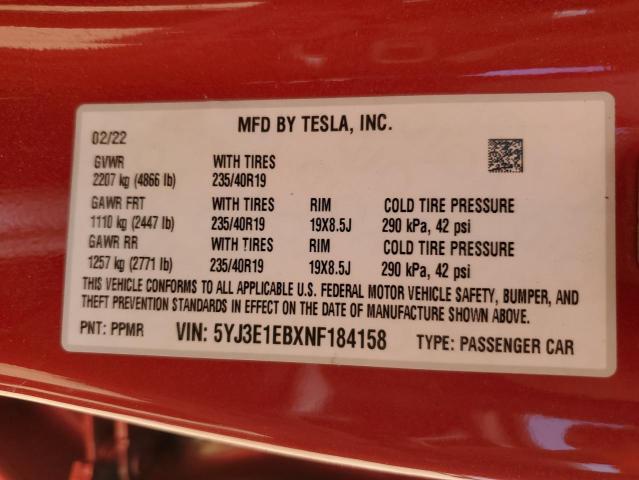 MFD BY TESLA, INC.
02/22
GVWR WITH TIRES
2207 kg (4866 lb) 235/40R19
GAWR FRT WITH TIRES RIM COLD TIRE PRESSURE
1110 kg (2447 lb) 235/40R19 19X8.5J 290 kPa, 42 psi
GAWR RR WITH TIRES RIM COLD TIRE PRESSURE
1257 kg (2771 lb) 235/40R19 19X8.5J 290 kPa, 42 psi
THIS VEHICLE CONFORMS TO ALL APPLICABLE U.S. FEDERAL MOTOR VEHICLE SAFETY, BUMPER, AND
THEFT PREVENTION STANDARDS IN EFFECT ON THE DATE OF MANUFACTURE SHOWN ABOVE.
PNT: PPMR VIN: 5YJ3E1EBXNF184158 TYPE: PASSENGER CAR